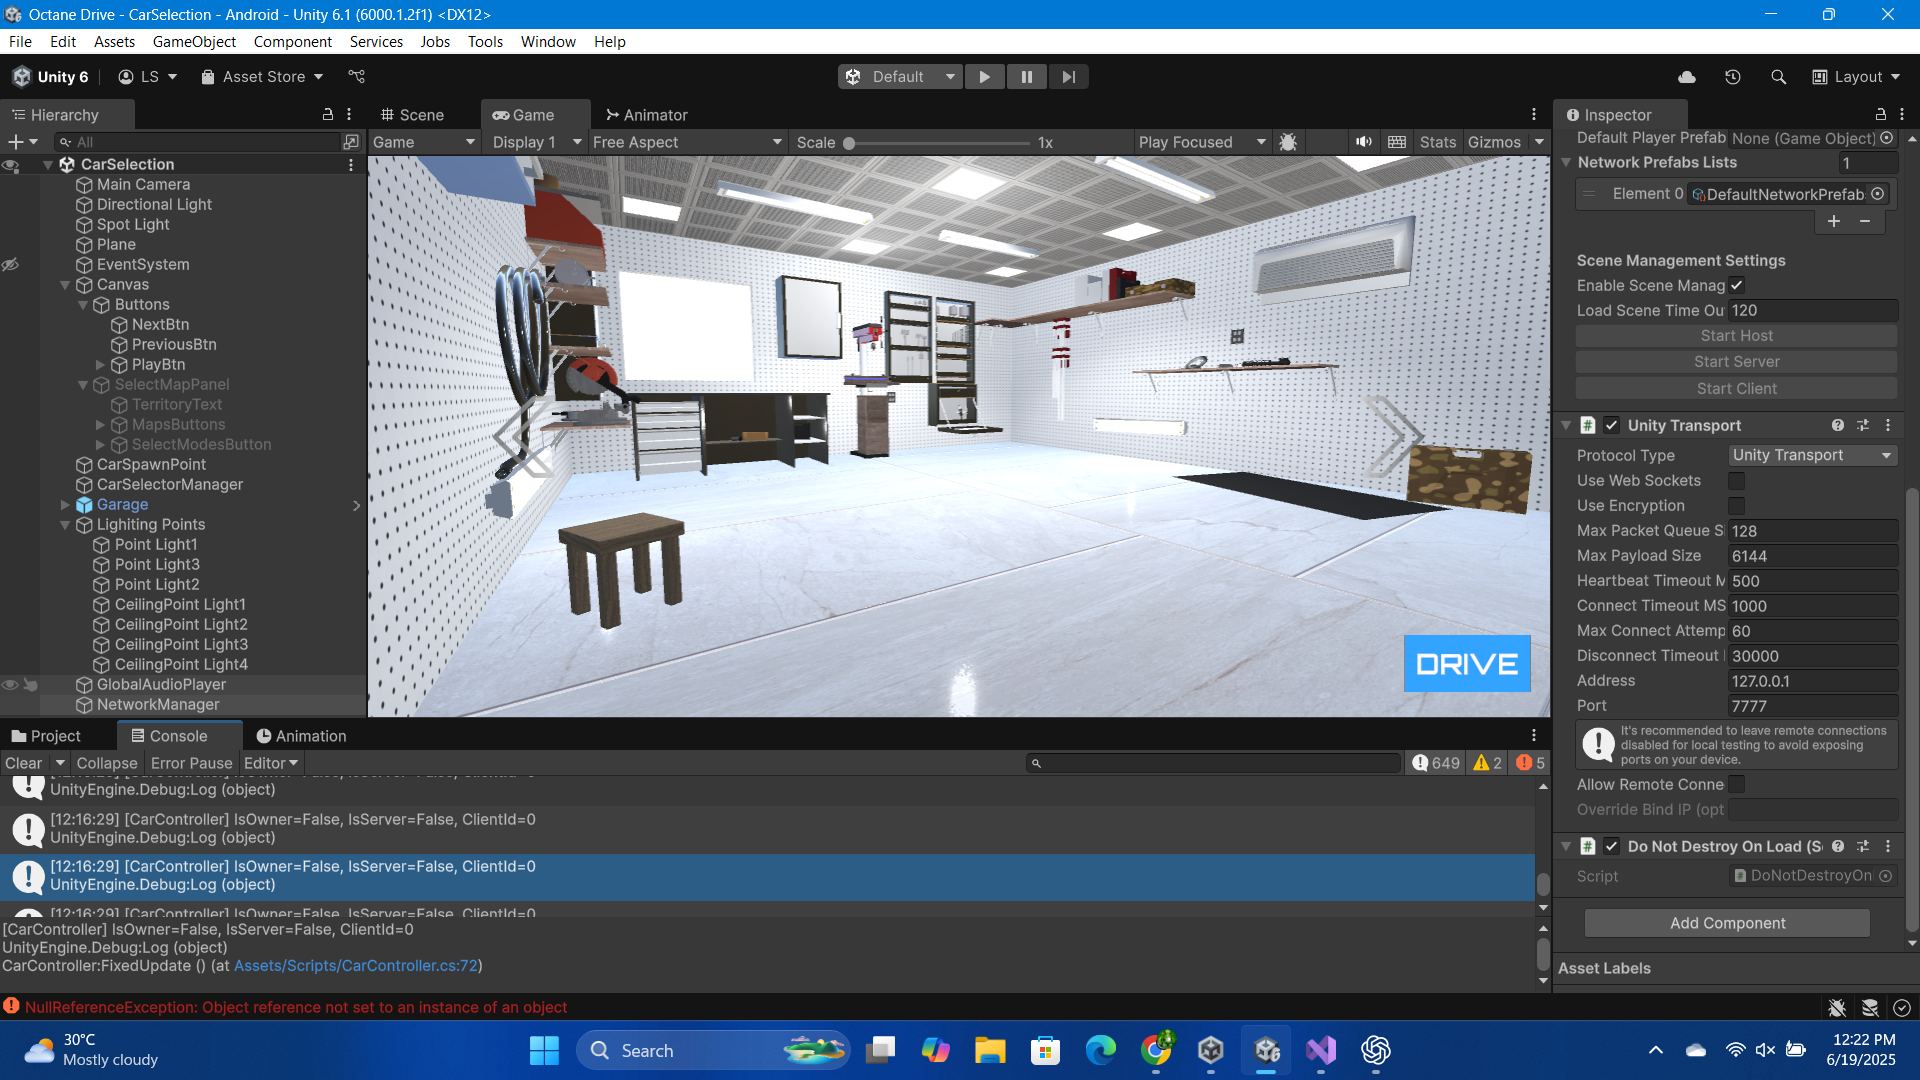 Octane Drive - CarSelection - Android - Unity 6.1 (6000.1.2f1) <DX12>
File Edit Assets GameObject Component Services Jobs Tools Window Help
Unity 6 LS Asset Store Default Layout
Hierarchy
All
CarSelection
Main Camera
Directional Light
Spot Light
Plane
EventSystem
Canvas
Buttons
NextBtn
PreviousBtn
PlayBtn
SelectMapPanel
TerritoryText
MapsButtons
SelectModesButton
CarSpawnPoint
CarSelectorManager
Garage
Lighiting Points
Point Light1
Point Light3
Point Light2
CeilingPoint Light1
CeilingPoint Light2
CeilingPoint Light3
CeilingPoint Light4
GlobalAudioPlayer
NetworkManager
Scene Game Animator
Game Display 1 Free Aspect Scale 1x Play Focused Stats Gizmos
DRIVE
Inspector
Default Player Prefab None (Game Object)
Network Prefabs Lists 1
Element 0 DefaultNetworkPrefab
Scene Management Settings
Enable Scene Manag
Load Scene Time Ou 120
Start Host
Start Server
Start Client
Unity Transport
Protocol Type Unity Transport
Use Web Sockets
Use Encryption
Max Packet Queue S 128
Max Payload Size 6144
Heartbeat Timeout M 500
Connect Timeout MS 1000
Max Connect Attemp 60
Disconnect Timeout 30000
Address 127.0.0.1
Port 7777
It's recommended to leave remote connections
disabled for local testing to avoid exposing
ports on your device.
Allow Remote Conne
Override Bind IP (opt
Do Not Destroy On Load (S
Script DoNotDestroyOn
Add Component
Asset Labels
Project Console Animation
Clear Collapse Error Pause Editor 649 2 5
[12:16:29] [CarController] IsOwner=False, IsServer=False, ClientId=0
UnityEngine.Debug:Log (object)
[12:16:29] [CarController] IsOwner=False, IsServer=False, ClientId=0
UnityEngine.Debug:Log (object)
[12:16:29] [CarController] IsOwner=False, IsServer=False, ClientId=0
UnityEngine.Debug:Log (object)
[12:16:29] [CarController] IsOwner=False, IsServer=False, ClientId=0
[CarController] IsOwner=False, IsServer=False, ClientId=0
UnityEngine.Debug:Log (object)
CarController:FixedUpdate () (at Assets/Scripts/CarController.cs:72)
NullReferenceException: Object reference not set to an instance of an object
30°C
Mostly cloudy
Search
12:22 PM
6/19/2025